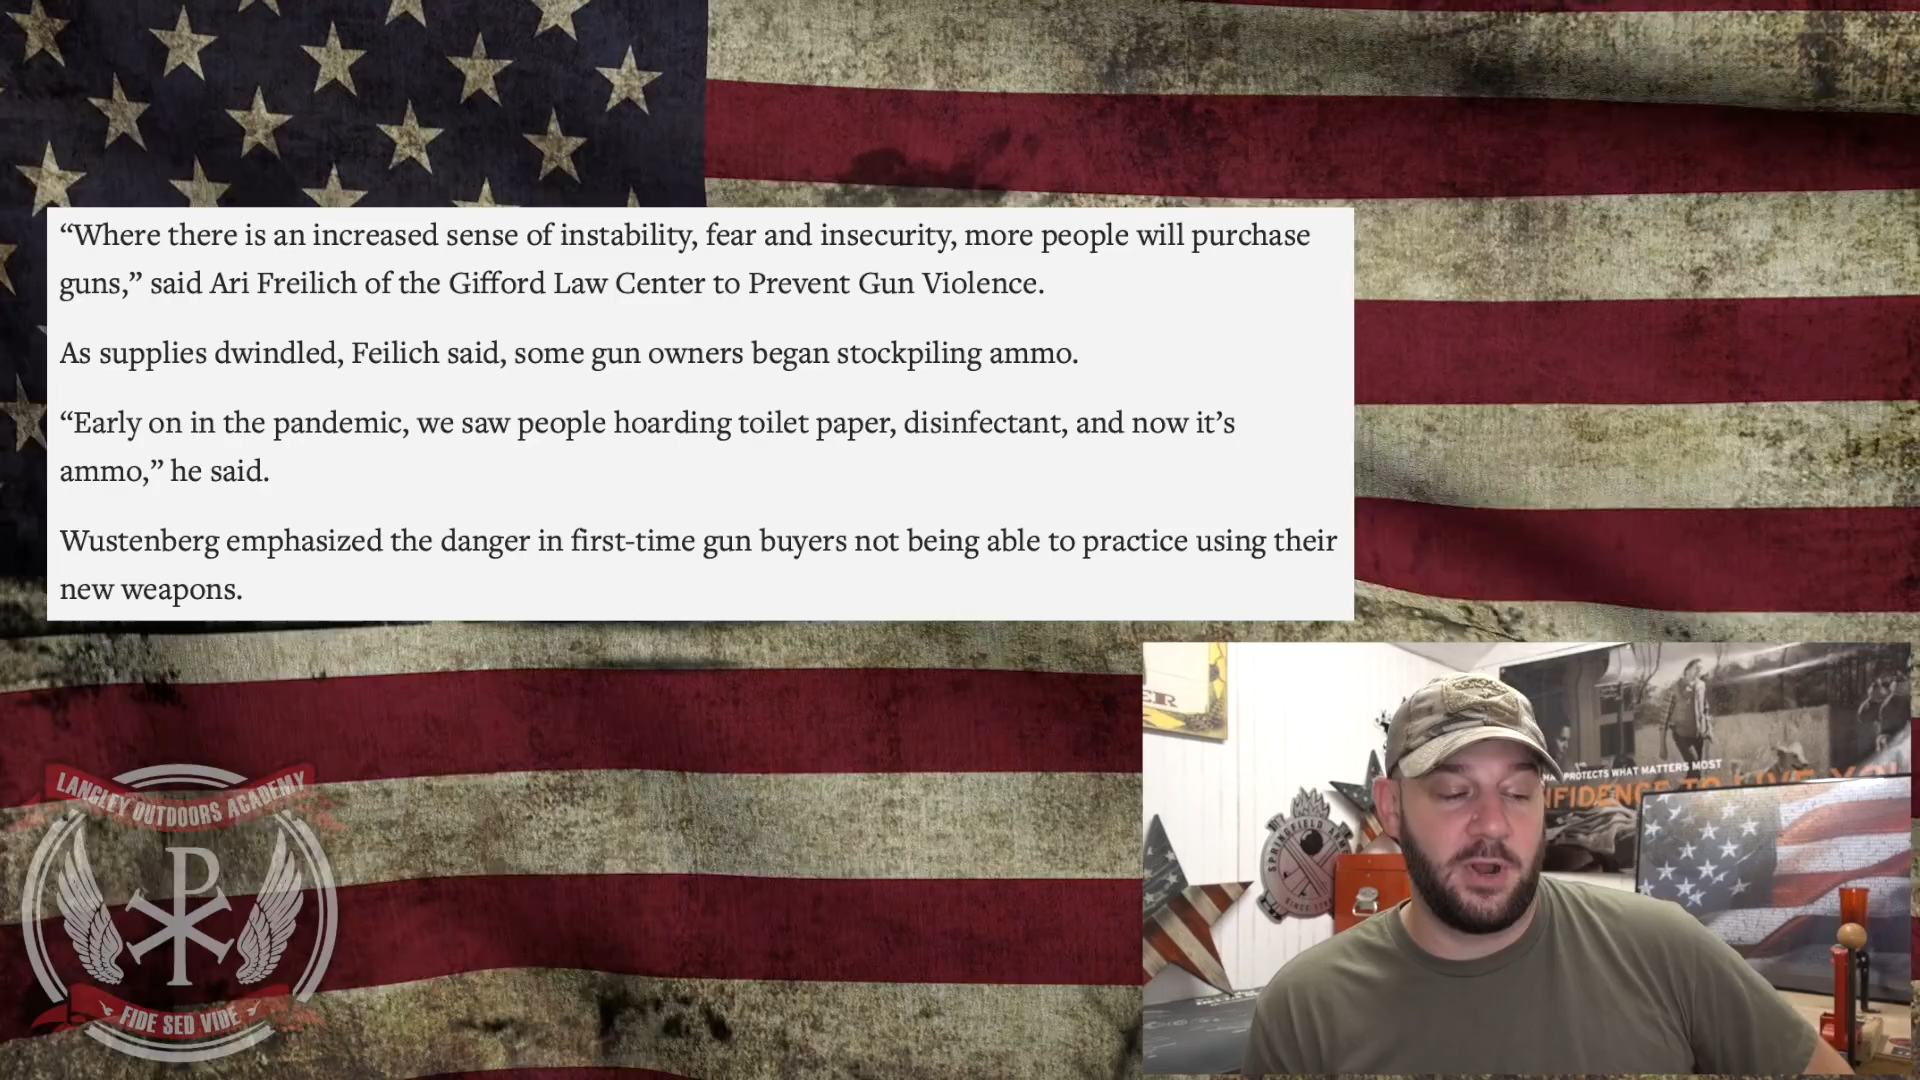 “Where there is an increased sense of instability, fear and insecurity, more people will purchase
guns,” said Ari Freilich of the Gifford Law Center to Prevent Gun Violence.
As supplies dwindled, Feilich said, some gun owners began stockpiling ammo.
“Early on in the pandemic, we saw people hoarding toilet paper, disinfectant, and now it’s
ammo,” he said.
Wustenberg emphasized the danger in first-time gun buyers not being able to practice using their
new weapons.
PROTECTS WHAT MATTERS MOST
SPRINGFIELD
LANGLEY OUTDOORS ACADEMY
FIDE SED VIDE